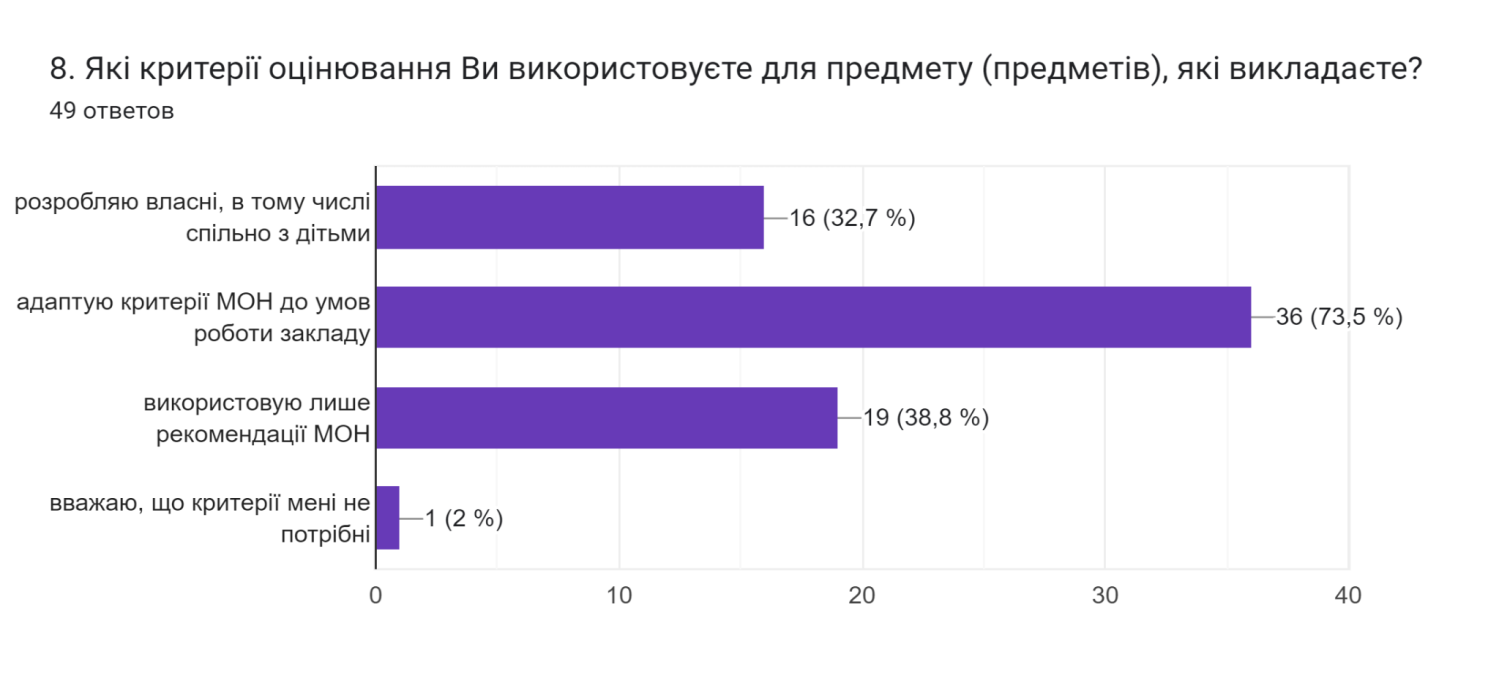 8. Які критерії оцінювання Ви використовуєте для предмету (предметів), які викладаєте?
49 ответов
розробляю власні, в тому числі
спільно з дітьми
16 (32,7 %)
адаптую критерії МОН до умов
роботи закладу
36 (73,5 %)
використовую лише
рекомендації МОН
19 (38,8 %)
вважаю, що критерії мені не
потрібні
1 (2 %)
0 10 20 30 40